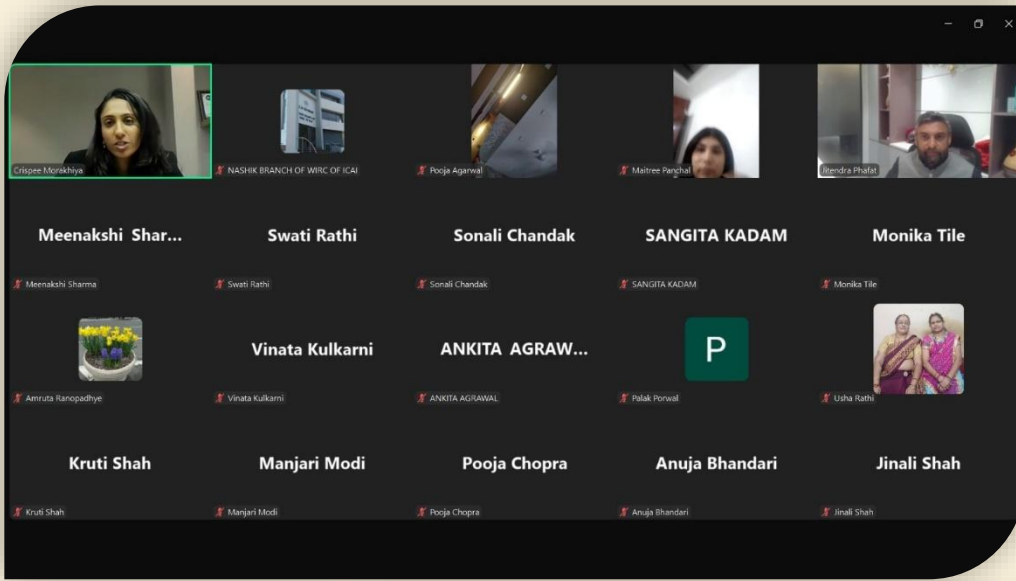 Crispee Morakhiya
NASHIK BRANCH OF WIRC OF ICAI
Pooja Agarwal
Maitree Panchal
Jitendra Phafat
Meenakshi Shar...
Swati Rathi
Sonali Chandak
SANGITA KADAM
Monika Tile
Meenakshi Sharma
Swati Rathi
Sonali Chandak
SANGITA KADAM
Monika Tile
Vinata Kulkarni
ANKITA AGRAW...
P
Amruta Ranopadhye
Vinata Kulkarni
ANKITA AGRAWAL
Palak Porwal
Usha Rathi
Kruti Shah
Manjari Modi
Pooja Chopra
Anuja Bhandari
Jinali Shah
Kruti Shah
Manjari Modi
Pooja Chopra
Anuja Bhandari
Jinali Shah